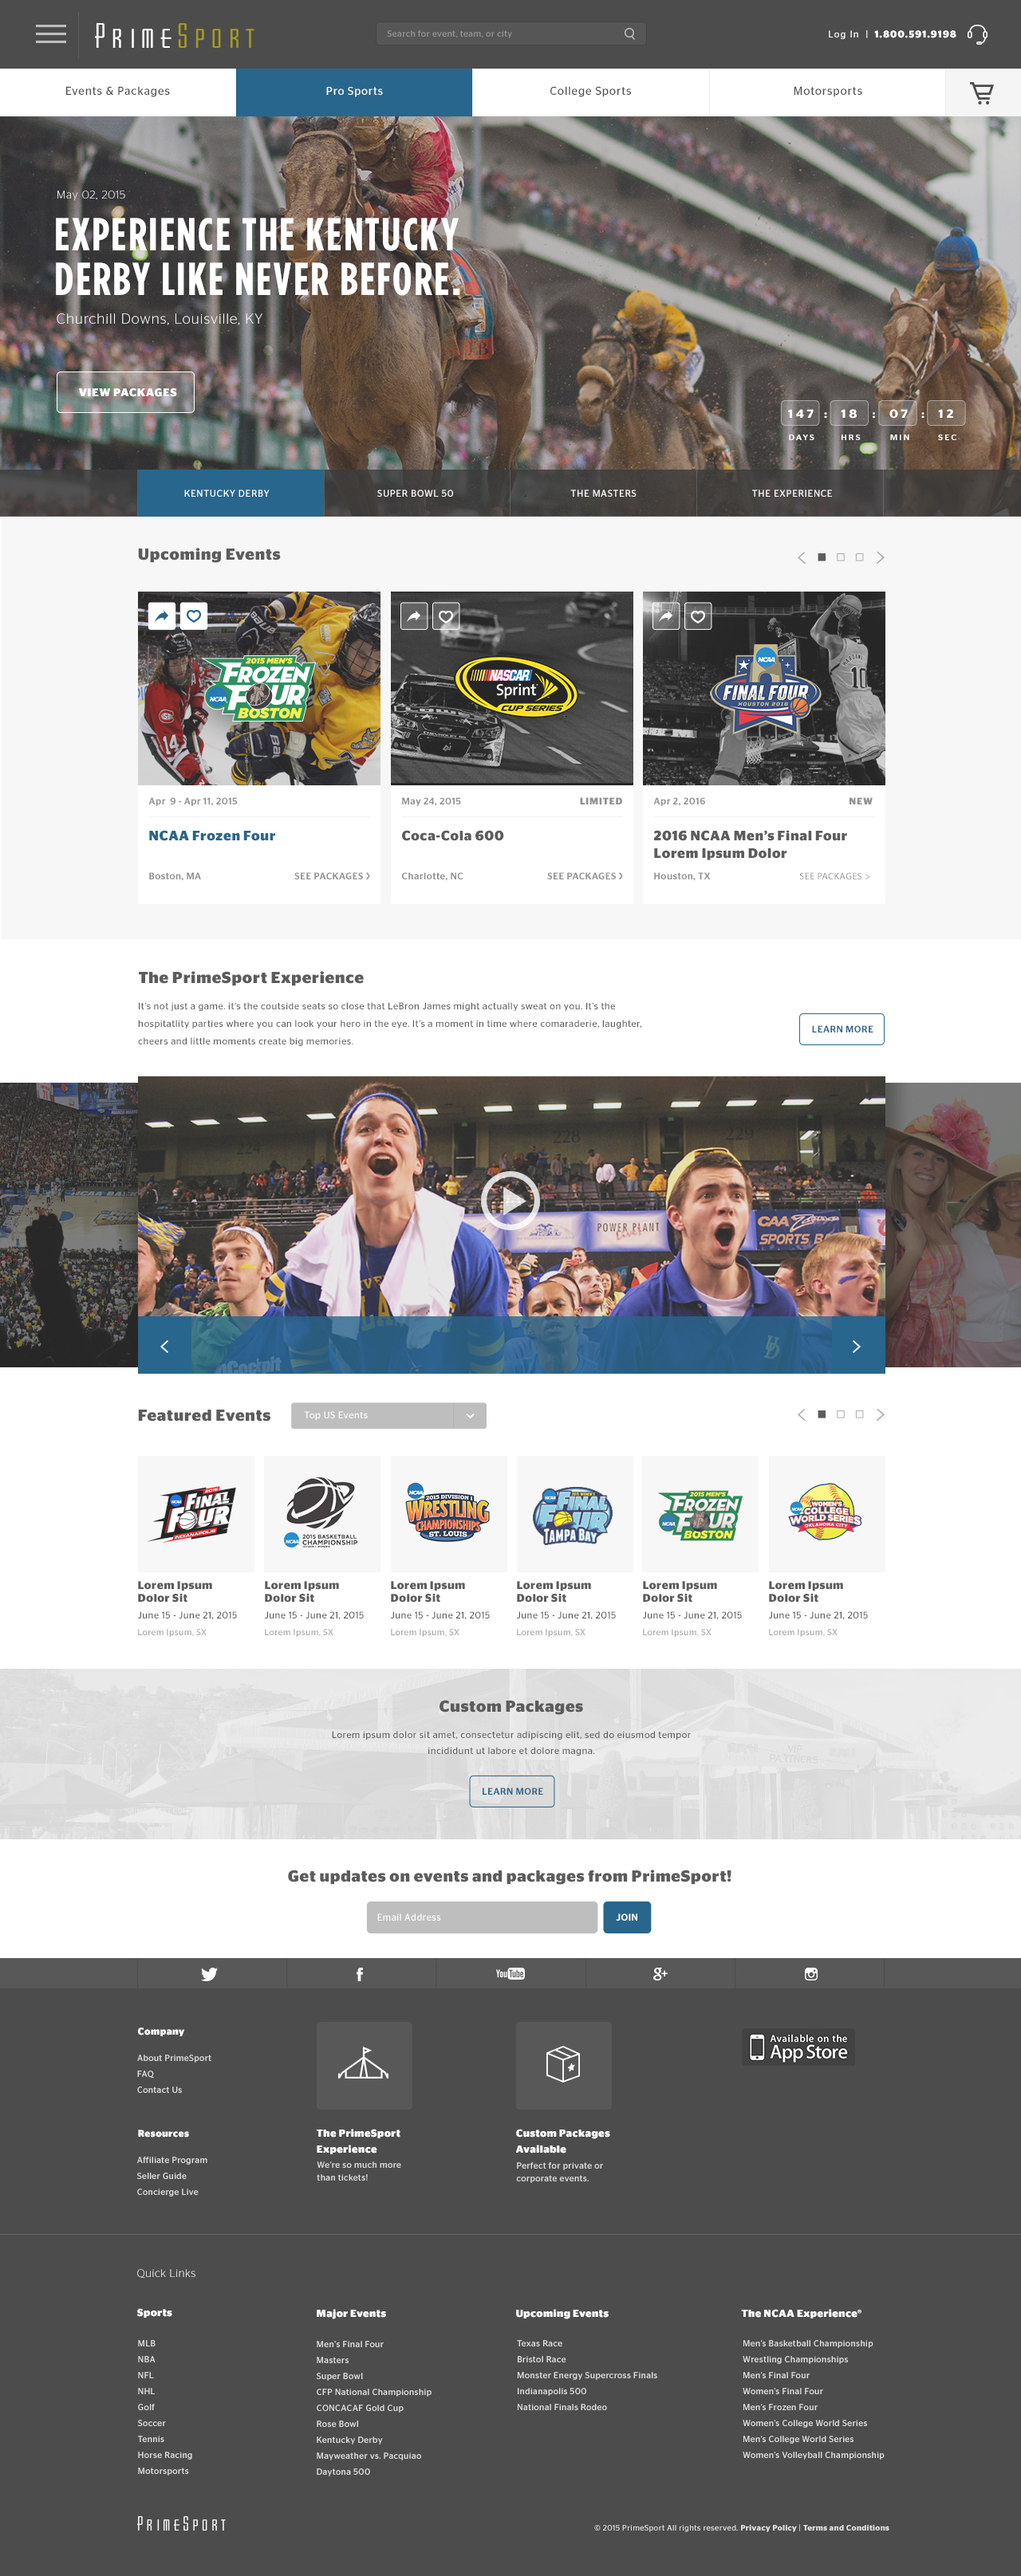 PRIMESPORT
Search for event, team, or city
Log In | 1.800.591.9198
Events & Packages
Pro Sports
College Sports
Motorsports
May 02, 2015
EXPERIENCE THE KENTUCKY
DERBY LIKE NEVER BEFORE.
Churchill Downs, Louisville, KY
VIEW PACKAGES
147 : 18 : 07 : 12
DAYS HRS MIN SEC
KENTUCKY DERBY
SUPER BOWL 50
THE MASTERS
THE EXPERIENCE
Upcoming Events
2015 MEN'S
FROZEN
FOUR
NCAA
BOSTON
14
NASCAR
Sprint
CUP SERIES
NCAA
FINAL FOUR
HOUSTON 2016
10
Apr 9 - Apr 11, 2015
NCAA Frozen Four
Boston, MA
SEE PACKAGES >
May 24, 2015
LIMITED
Coca-Cola 600
Charlotte, NC
SEE PACKAGES >
Apr 2, 2016
NEW
2016 NCAA Men's Final Four
Lorem Ipsum Dolor
Houston, TX
SEE PACKAGES >
The PrimeSport Experience
It's not just a game. it's the coutside seats so close that LeBron James might actually sweat on you. It's the
hospitatlity parties where you can look your hero in the eye. It's a moment in time where comaraderie, laughter,
cheers and little moments create big memories.
LEARN MORE
224
228
229
POWER PLANT
CAA
SPORTS
Featured Events
Top US Events
NCAA
FINAL
FOUR
INDIANAPOLIS
NCAA
2015 BASKETBALL
CHAMPIONSHIP
NCAA
2015 DIVISION I
WRESTLING
CHAMPIONSHIPS
ST. LOUIS
NCAA
FINAL
FOUR
TAMPA BAY
2015 MEN'S
FROZEN
FOUR
NCAA
BOSTON
NCAA
WOMEN'S
COLLEGE
WORLD SERIES
OKLAHOMA CITY
Lorem Ipsum
Dolor Sit
June 15 - June 21, 2015
Lorem Ipsum, SX
Lorem Ipsum
Dolor Sit
June 15 - June 21, 2015
Lorem Ipsum, SX
Lorem Ipsum
Dolor Sit
June 15 - June 21, 2015
Lorem Ipsum, SX
Lorem Ipsum
Dolor Sit
June 15 - June 21, 2015
Lorem Ipsum, SX
Lorem Ipsum
Dolor Sit
June 15 - June 21, 2015
Lorem Ipsum, SX
Lorem Ipsum
Dolor Sit
June 15 - June 21, 2015
Lorem Ipsum, SX
Custom Packages
Lorem ipsum dolor sit amet, consectetur adipiscing elit, sed do eiusmod tempor
incididunt ut labore et dolore magna.
VIP
PARTNERS
LEARN MORE
Get updates on events and packages from PrimeSport!
Email Address
JOIN
YouTube
g+
Company
About PrimeSport
FAQ
Contact Us
Resources
Affiliate Program
Seller Guide
Concierge Live
The PrimeSport
Experience
We're so much more
than tickets!
Custom Packages
Available
Perfect for private or
corporate events.
Available on the
App Store
Quick Links
Sports
MLB
NBA
NFL
NHL
Golf
Soccer
Tennis
Horse Racing
Motorsports
Major Events
Men's Final Four
Masters
Super Bowl
CFP National Championship
CONCACAF Gold Cup
Rose Bowl
Kentucky Derby
Mayweather vs. Pacquiao
Daytona 500
Upcoming Events
Texas Race
Bristol Race
Monster Energy Supercross Finals
Indianapolis 500
National Finals Rodeo
The NCAA Experience®
Men's Basketball Championship
Wrestling Championships
Men's Final Four
Women's Final Four
Men's Frozen Four
Women's College World Series
Men's College World Series
Women's Volleyball Championship
PRIMESPORT
© 2015 PrimeSport All rights reserved. Privacy Policy | Terms and Conditions